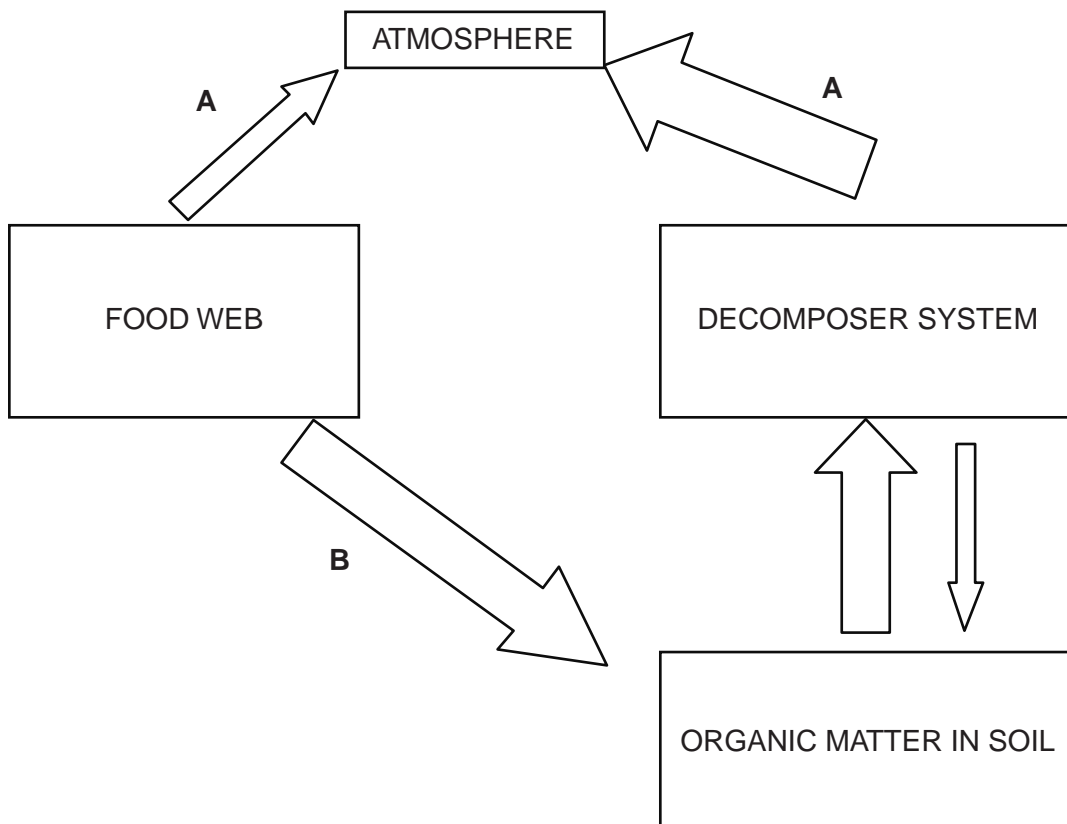 ATMOSPHERE
A
A
FOOD WEB
DECOMPOSER SYSTEM
B
ORGANIC MATTER IN SOIL